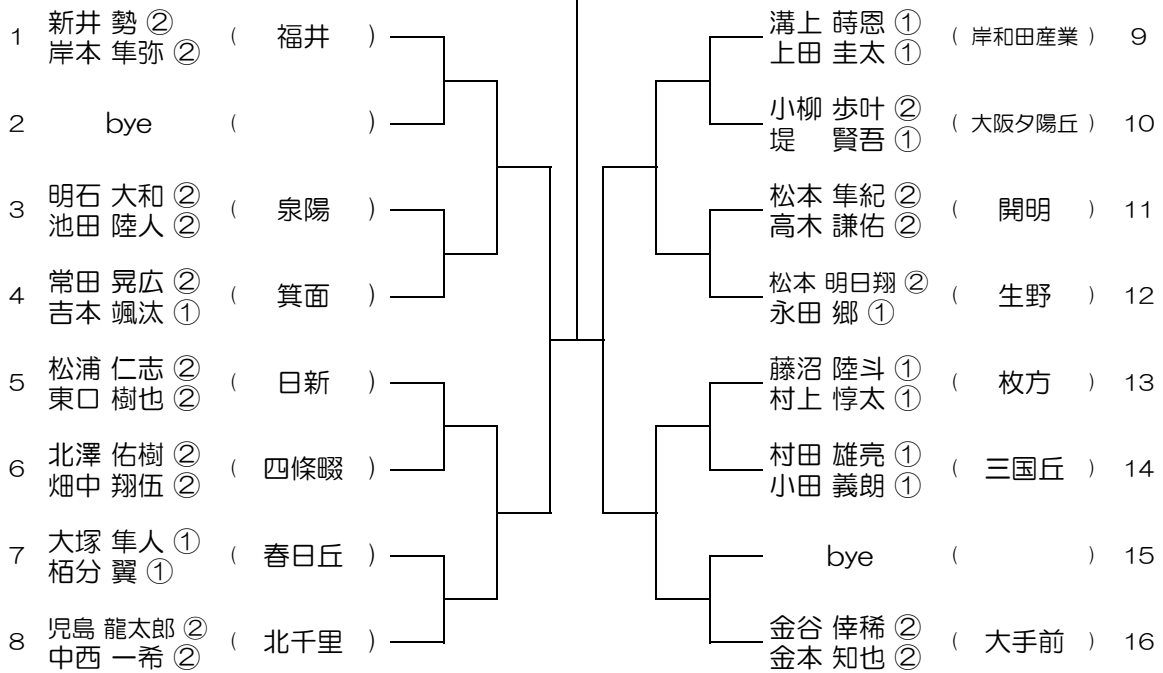 1 新井 勢 ② ( 福井 )
岸本 隼弥 ②
2 bye ( )
3 明石 大和 ② ( 泉陽 )
池田 陸人 ②
4 常田 晃広 ② ( 箕面 )
吉本 颯汰 ①
5 松浦 仁志 ② ( 日新 )
東口 樹也 ②
6 北澤 佑樹 ② ( 四條畷 )
畑中 翔伍 ②
7 大塚 隼人 ① ( 春日丘 )
栢分 翼 ①
8 児島 龍太郎 ② ( 北千里 )
中西 一希 ②
溝上 蒔恩 ① ( 岸和田産業 ) 9
上田 圭太 ①
小柳 歩叶 ② ( 大阪夕陽丘 ) 10
堤 賢吾 ①
松本 隼紀 ② ( 開明 ) 11
高木 謙佑 ②
松本 明日翔 ② ( 生野 ) 12
永田 郷 ①
藤沼 陸斗 ① ( 枚方 ) 13
村上 惇太 ①
村田 雄亮 ① ( 三国丘 ) 14
小田 義朗 ①
bye ( ) 15
金谷 倖稀 ② ( 大手前 ) 16
金本 知也 ②